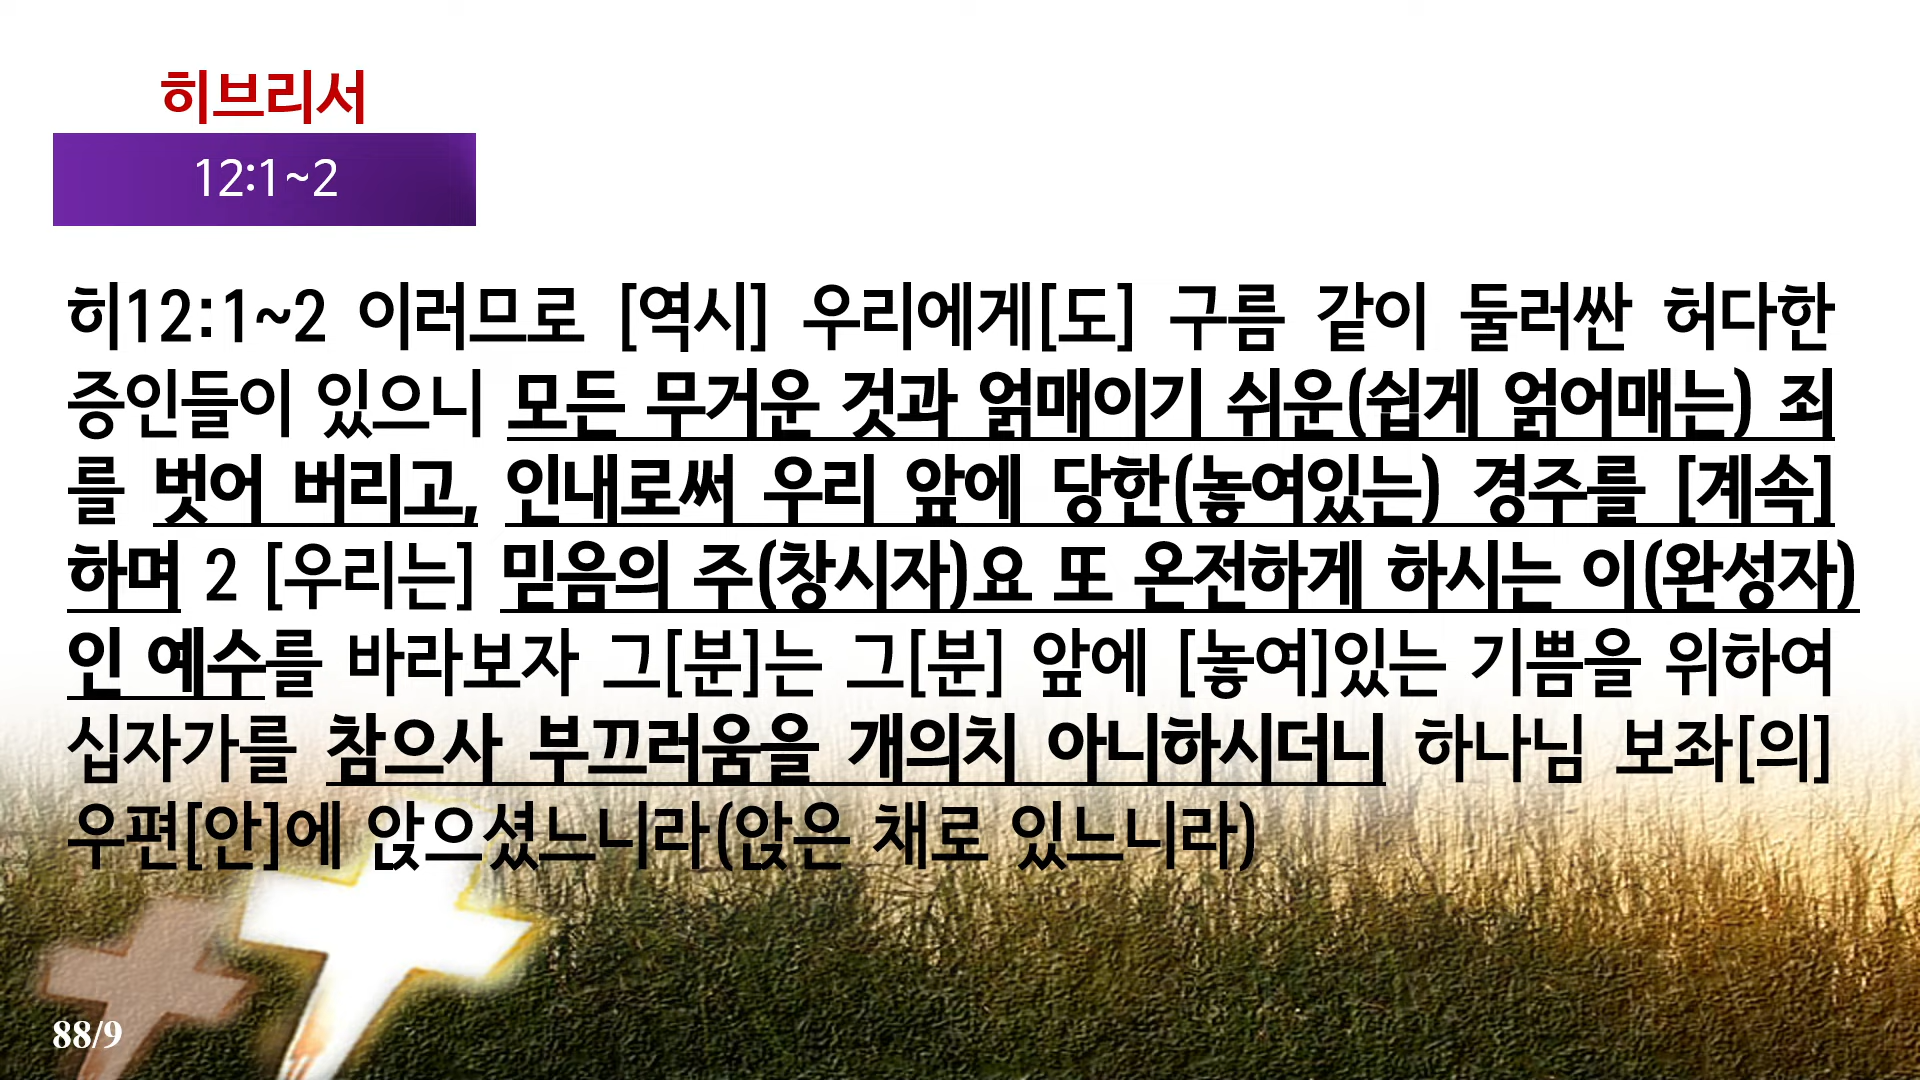 히브리서
12:1~2
히12:1~2 이러므로 [역시] 우리에게[도] 구름 같이 둘러싼 허다한
증인들이 있으니 모든 무거운 것과 얽매이기 쉬운(쉽게 얽어매는) 죄
를 벗어 버리고, 인내로써 우리 앞에 당한(놓여있는) 경주를 [계속]
하며 2 [우리는] 믿음의 주(창시자)요 또 온전하게 하시는 이(완성자)
인 예수를 바라보자 그[분]는 그[분] 앞에 [놓여]있는 기쁨을 위하여
십자가를 참으사 부끄러움을 개의치 아니하시더니 하나님 보좌[의]
우편[안]에 앉으셨느니라(앉은 채로 있느니라)
88/9